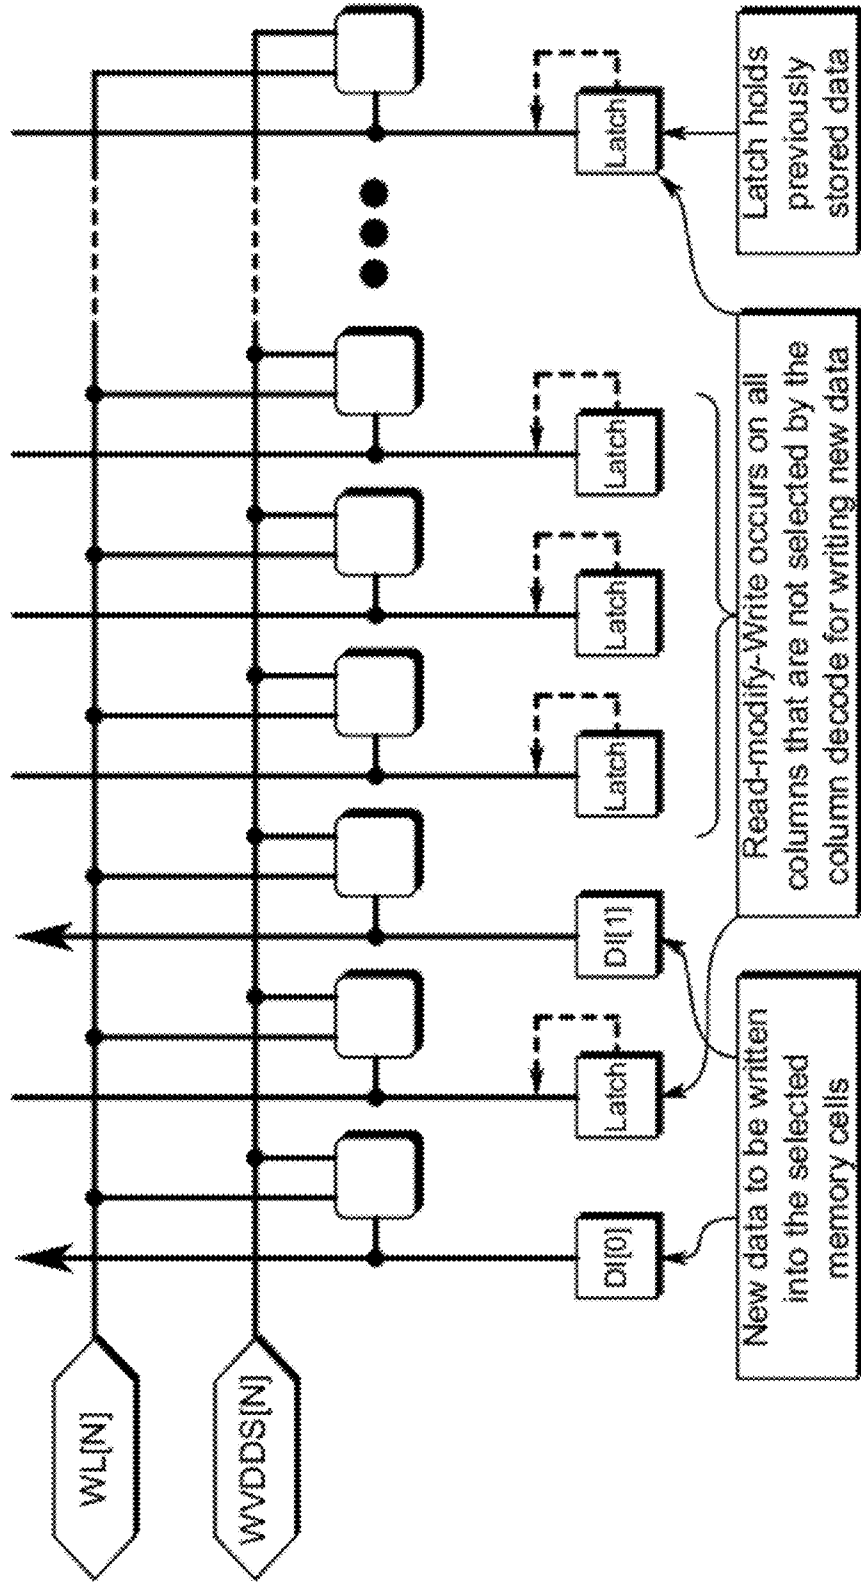 WL[N]
WVDDS[N]
DI[0]
Latch
DI[1]
Latch
Latch
Latch
Latch
New data to be written
into the selected
memory cells
Read-modify-Write occurs on all
columns that are not selected by the
column decode for writing new data
Latch holds
previously
stored data